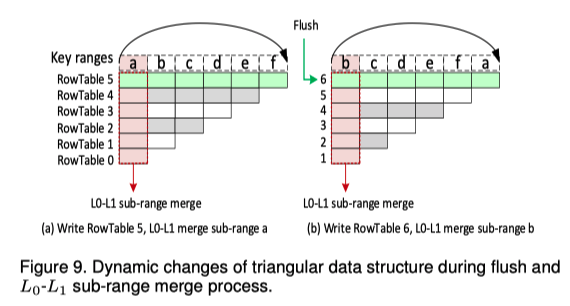 Flush
Key ranges a b c d e f
b c d e f a
RowTable 5
RowTable 4
RowTable 3
RowTable 2
RowTable 1
RowTable 0
6
5
4
3
2
1
L0-L1 sub-range merge
L0-L1 sub-range merge
(a) Write RowTable 5, L0-L1 merge sub-range a
(b) Write RowTable 6, L0-L1 merge sub-range b
Figure 9. Dynamic changes of triangular data structure during flush and
L₀-L₁ sub-range merge process.